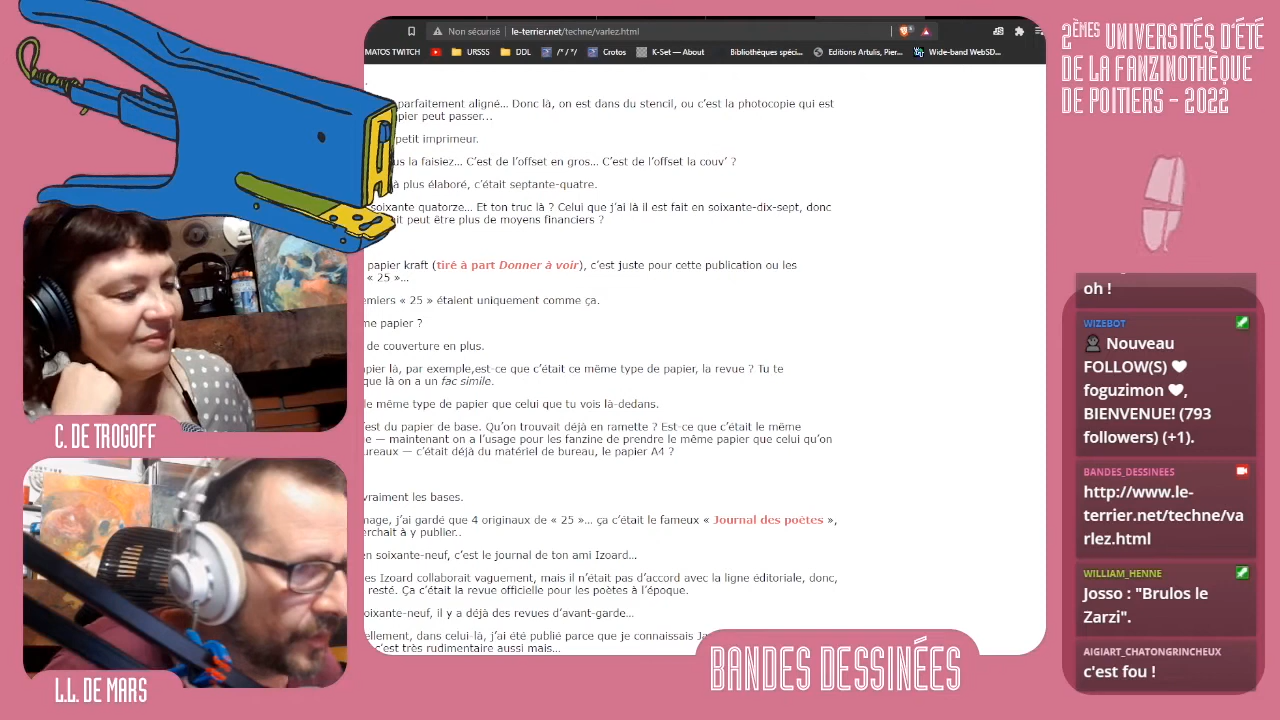 Non sécurisé le-terrier.net/techne/varlez.html
MATOS TWITCH URSSS DDL /*/*/ Crotos K-Set — About Bibliothèques spéci... Editions Artulis, Pier... Wide-band WebSD...
parfaitement aligné... Donc là, on est dans du stencil, ou c'est la photocopie qui est
apier peut passer...
petit imprimeur.
us la faisiez... C'est de l'offset en gros... C'est de l'offset la couv' ?
à plus élaboré, c'était septante-quatre.
soixante quatorze... Et ton truc là ? Celui que j'ai là il est fait en soixante-dix-sept, donc
it peut être plus de moyens financiers ?
papier kraft (tiré à part Donner à voir), c'est juste pour cette publication ou les
« 25 »...
emiers « 25 » étaient uniquement comme ça.
me papier ?
de couverture en plus.
pier là, par exemple,est-ce que c'était ce même type de papier, la revue ? Tu te
que là on a un fac simile.
le même type de papier que celui que tu vois là-dedans.
'est du papier de base. Qu'on trouvait déjà en ramette ? Est-ce que c'était le même
e — maintenant on a l'usage pour les fanzine de prendre le même papier que celui qu'on
ureaux — c'était déjà du matériel de bureau, le papier A4 ?
vraiment les bases.
mage, j'ai gardé que 4 originaux de « 25 »... ça c'était le fameux « Journal des poètes »,
erchait à y publier..
en soixante-neuf, c'est le journal de ton ami Izoard...
es Izoard collaborait vaguement, mais il n'était pas d'accord avec la ligne éditoriale, donc,
resté. Ça c'était la revue officielle pour les poètes à l'époque.
oixante-neuf, il y a déjà des revues d'avant-garde...
ellement, dans celui-là, j'ai été publié parce que je connaissais Ja
c'est très rudimentaire aussi mais...
C. DE TROGOFF
L.L. DE MARS
BANDES DESSINÉES
2ÈMES UNIVERSITÉS D'ÉTÉ
DE LA FANZINOTHÈQUE
DE POITIERS - 2022
oh !
WIZEBOT
Nouveau
FOLLOW(S)
foguzimon ,
BIENVENUE! (793
followers) (+1).
BANDES_DESSINEES
http://www.le-
terrier.net/techne/va
rlez.html
WILLIAM_HENNE
Josso : "Brulos le
Zarzi".
AIGIART_CHATONGRINCHEUX
c'est fou !